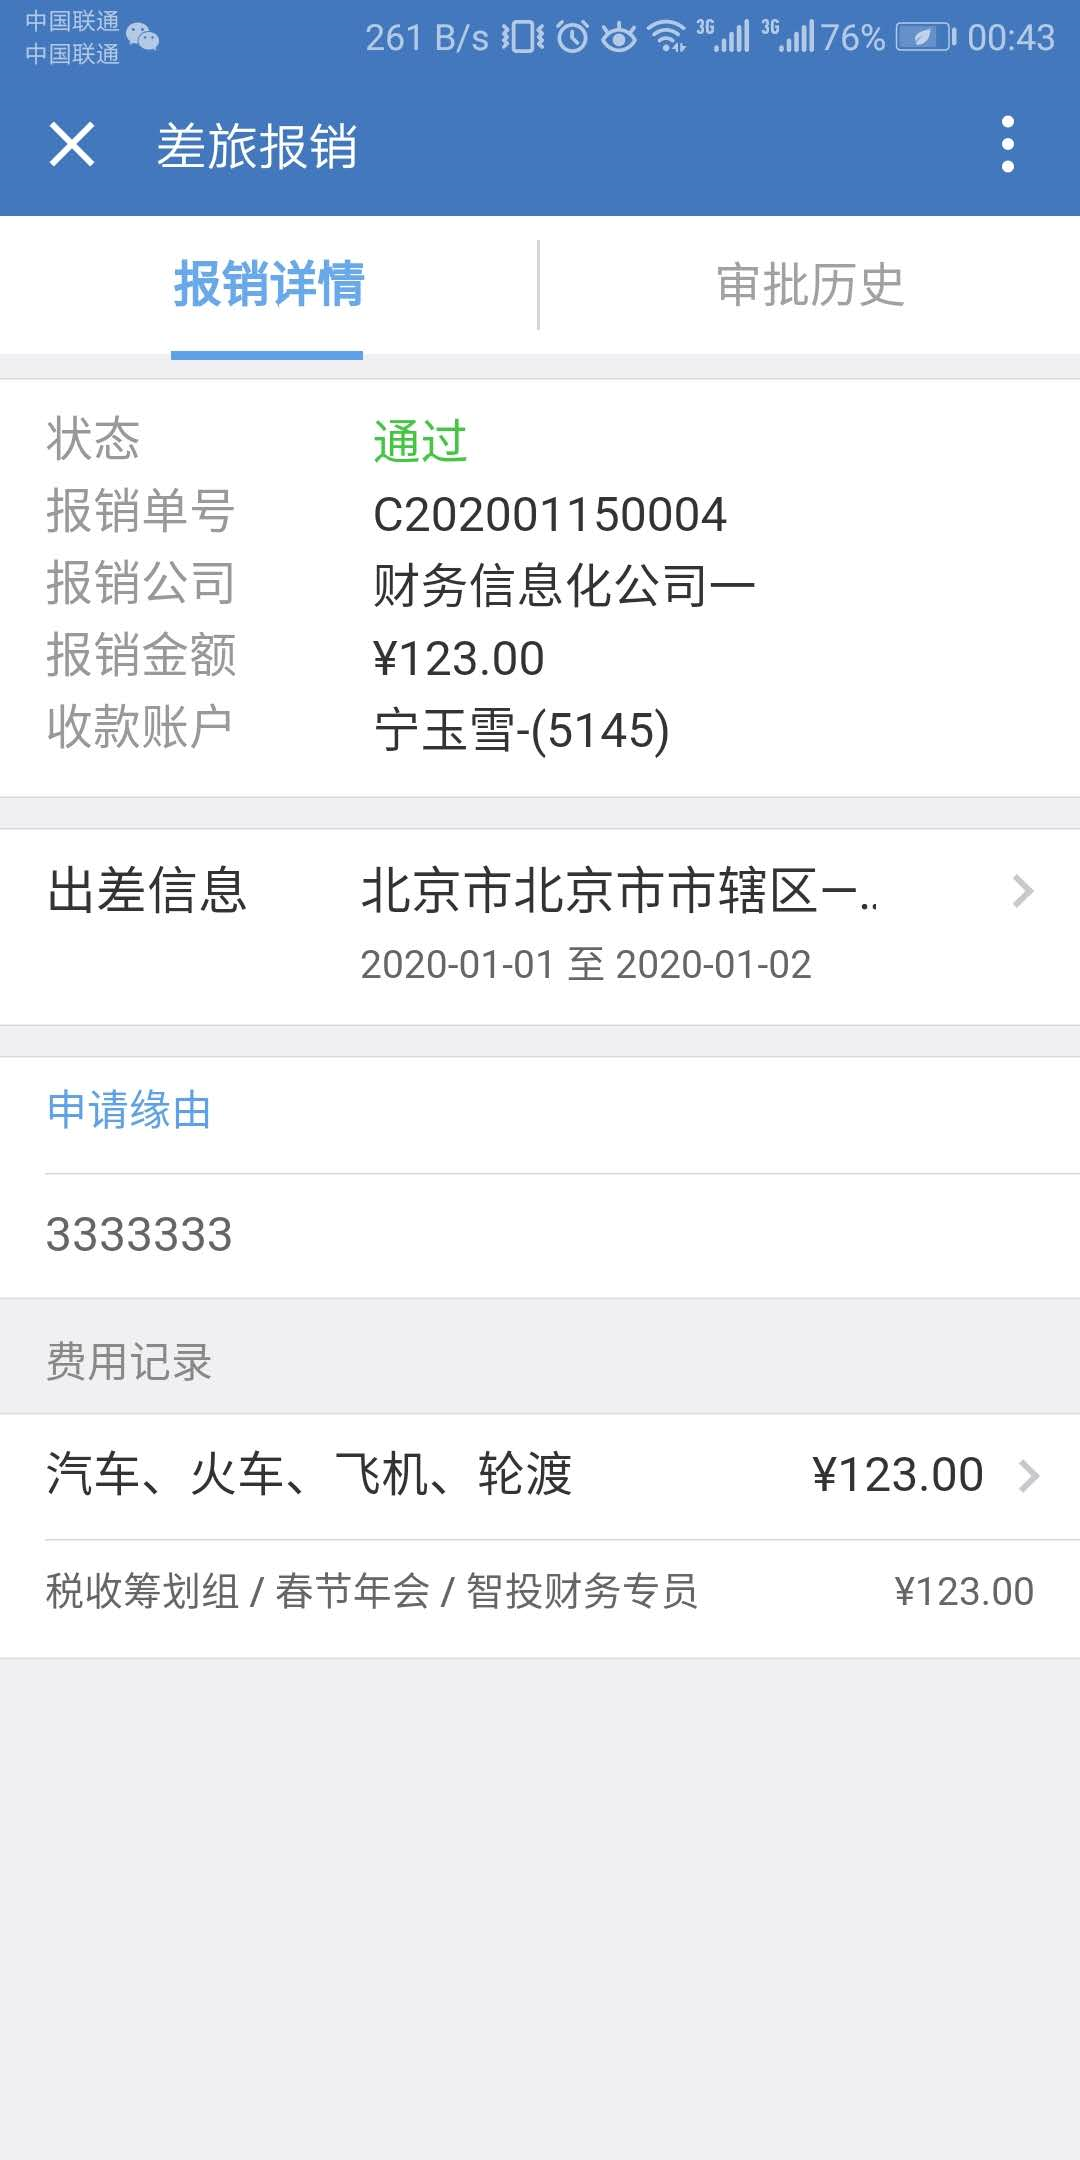 中国联通
中国联通
261 B/s 3G 3G 76% 00:43
差旅报销
报销详情 审批历史
状态 通过
报销单号 C202001150004
报销公司 财务信息化公司一
报销金额 ¥123.00
收款账户 宁玉雪-(5145)
出差信息 北京市北京市市辖区—..
2020-01-01 至 2020-01-02
申请缘由
3333333
费用记录
汽车、火车、飞机、轮渡 ¥123.00
税收筹划组 / 春节年会 / 智投财务专员 ¥123.00